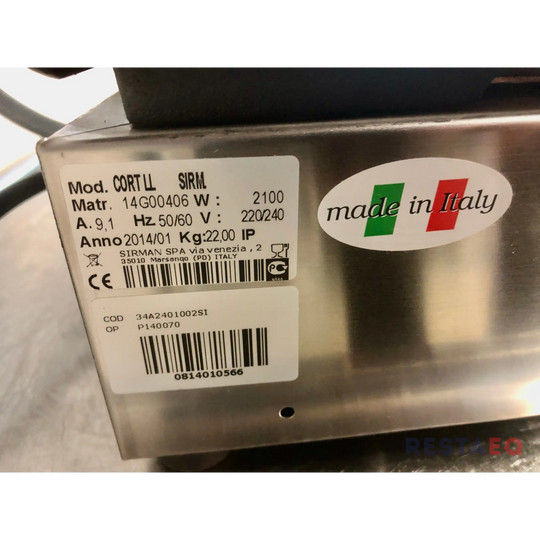 Mod. CORT LL SIRM.
Matr. 14G00406 W: 2100
A. 9,1 Hz. 50/60 V: 220/240
Anno 2014/01 Kg:22,00 IP
SIRMAN SPA via venezia , 2
35010 Marsango (PD) ITALY
CE
COD 34A2401002SI
OP P140070
0814010566
made in Italy